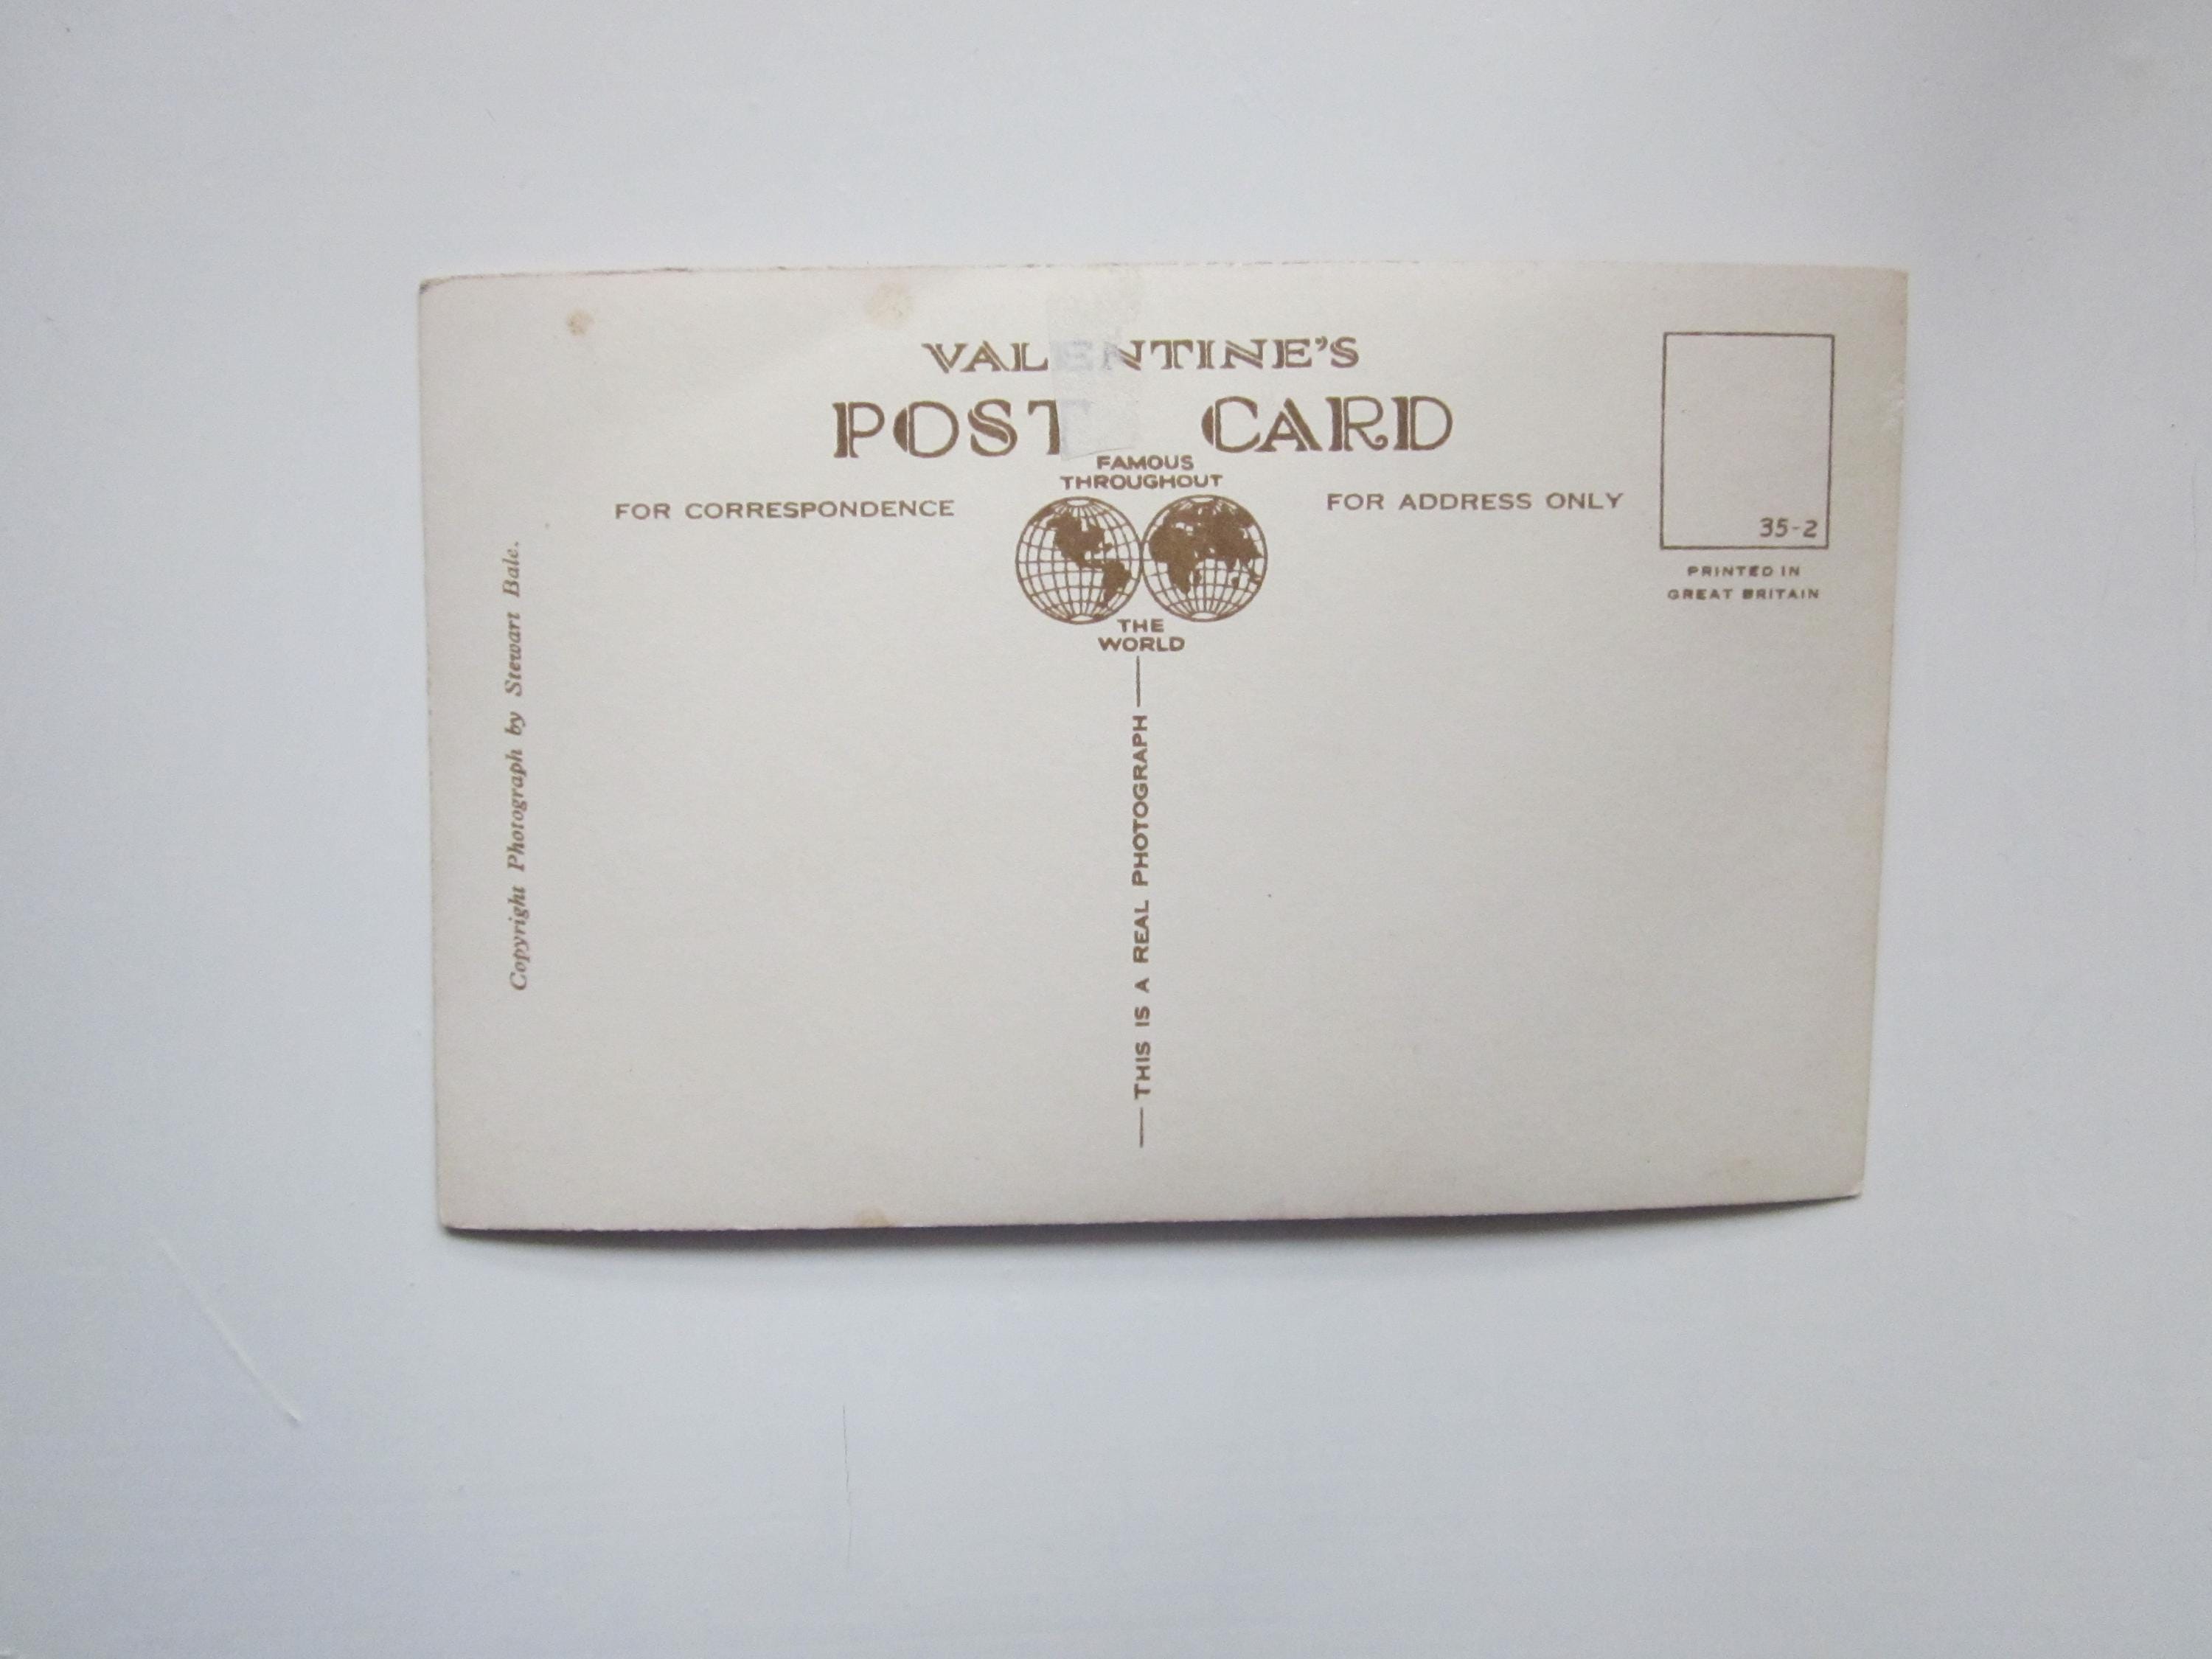 VALENTINE'S
POST CARD
FAMOUS
THROUGHOUT
THE
WORLD
FOR CORRESPONDENCE
FOR ADDRESS ONLY
35-2
PRINTED IN
GREAT BRITAIN
Copyright Photograph by Stewart Bale.
THIS IS A REAL PHOTOGRAPH